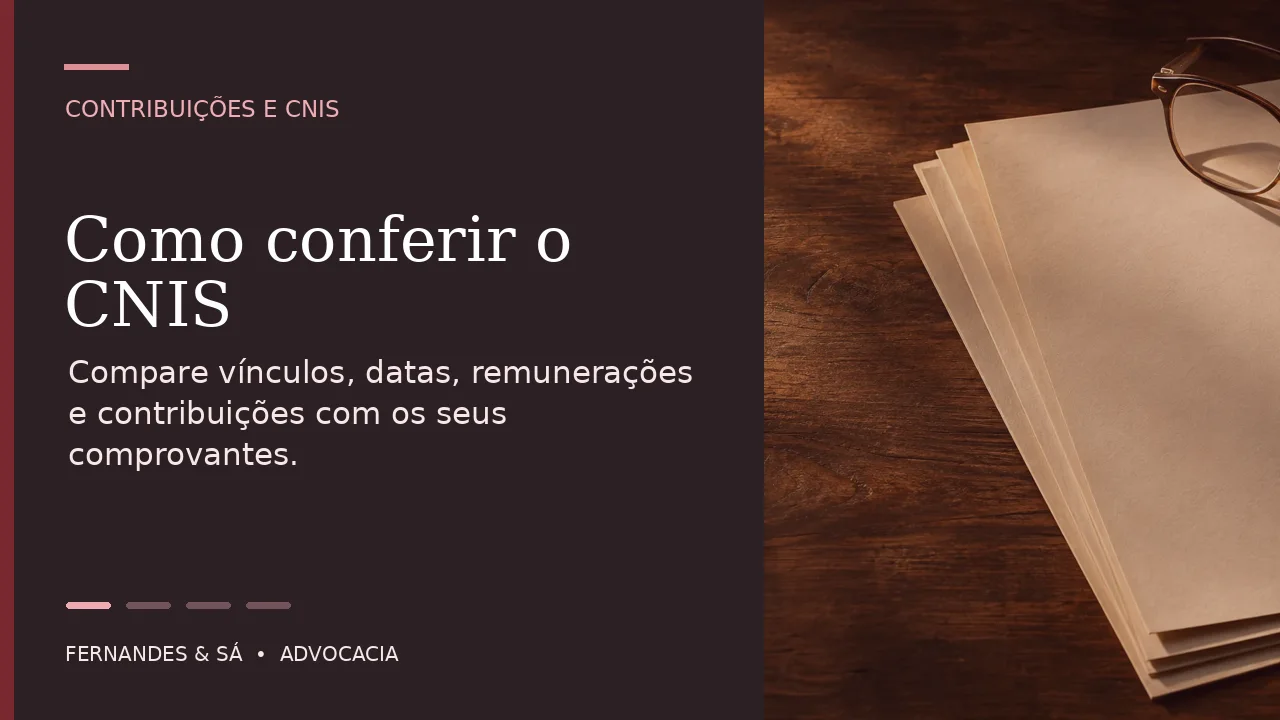 CONTRIBUIÇÕES E CNIS
Como conferir o
CNIS
Compare vínculos, datas, remunerações
e contribuições com os seus
comprovantes.
FERNANDES & SÁ • ADVOCACIA